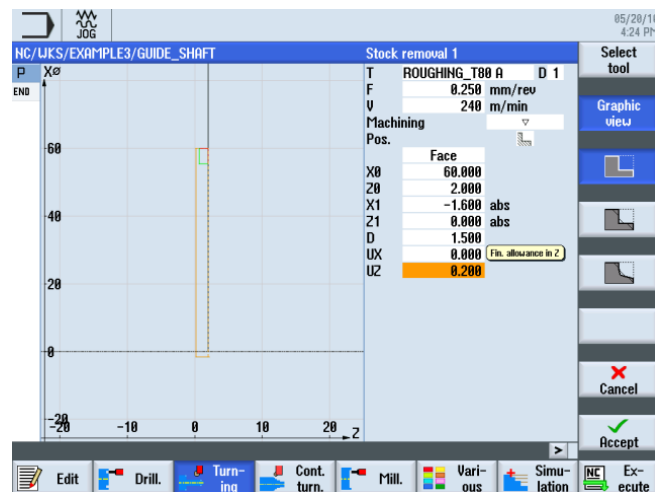 JOG
05/20/1
4:24 PM
NC/WKS/EXAMPLE3/GUIDE_SHAFT
Stock removal 1
Select tool
P
END
XØ
T ROUGHING_T80 A D 1
F 0.250 mm/rev
V 240 m/min
Machining
Pos.
Face
X0 60.000
Z0 2.000
X1 -1.600 abs
Z1 0.000 abs
D 1.500
UX 0.000 Fin. allowance in Z
UZ 0.200
Graphic view
60
40
20
0
-20
-20 -10 0 10 20 Z
Cancel
Accept
>
Edit
Drill.
Turn-
ing
Cont.
turn.
Mill.
Vari-
ous
Simu-
lation
NC Ex-
ecute